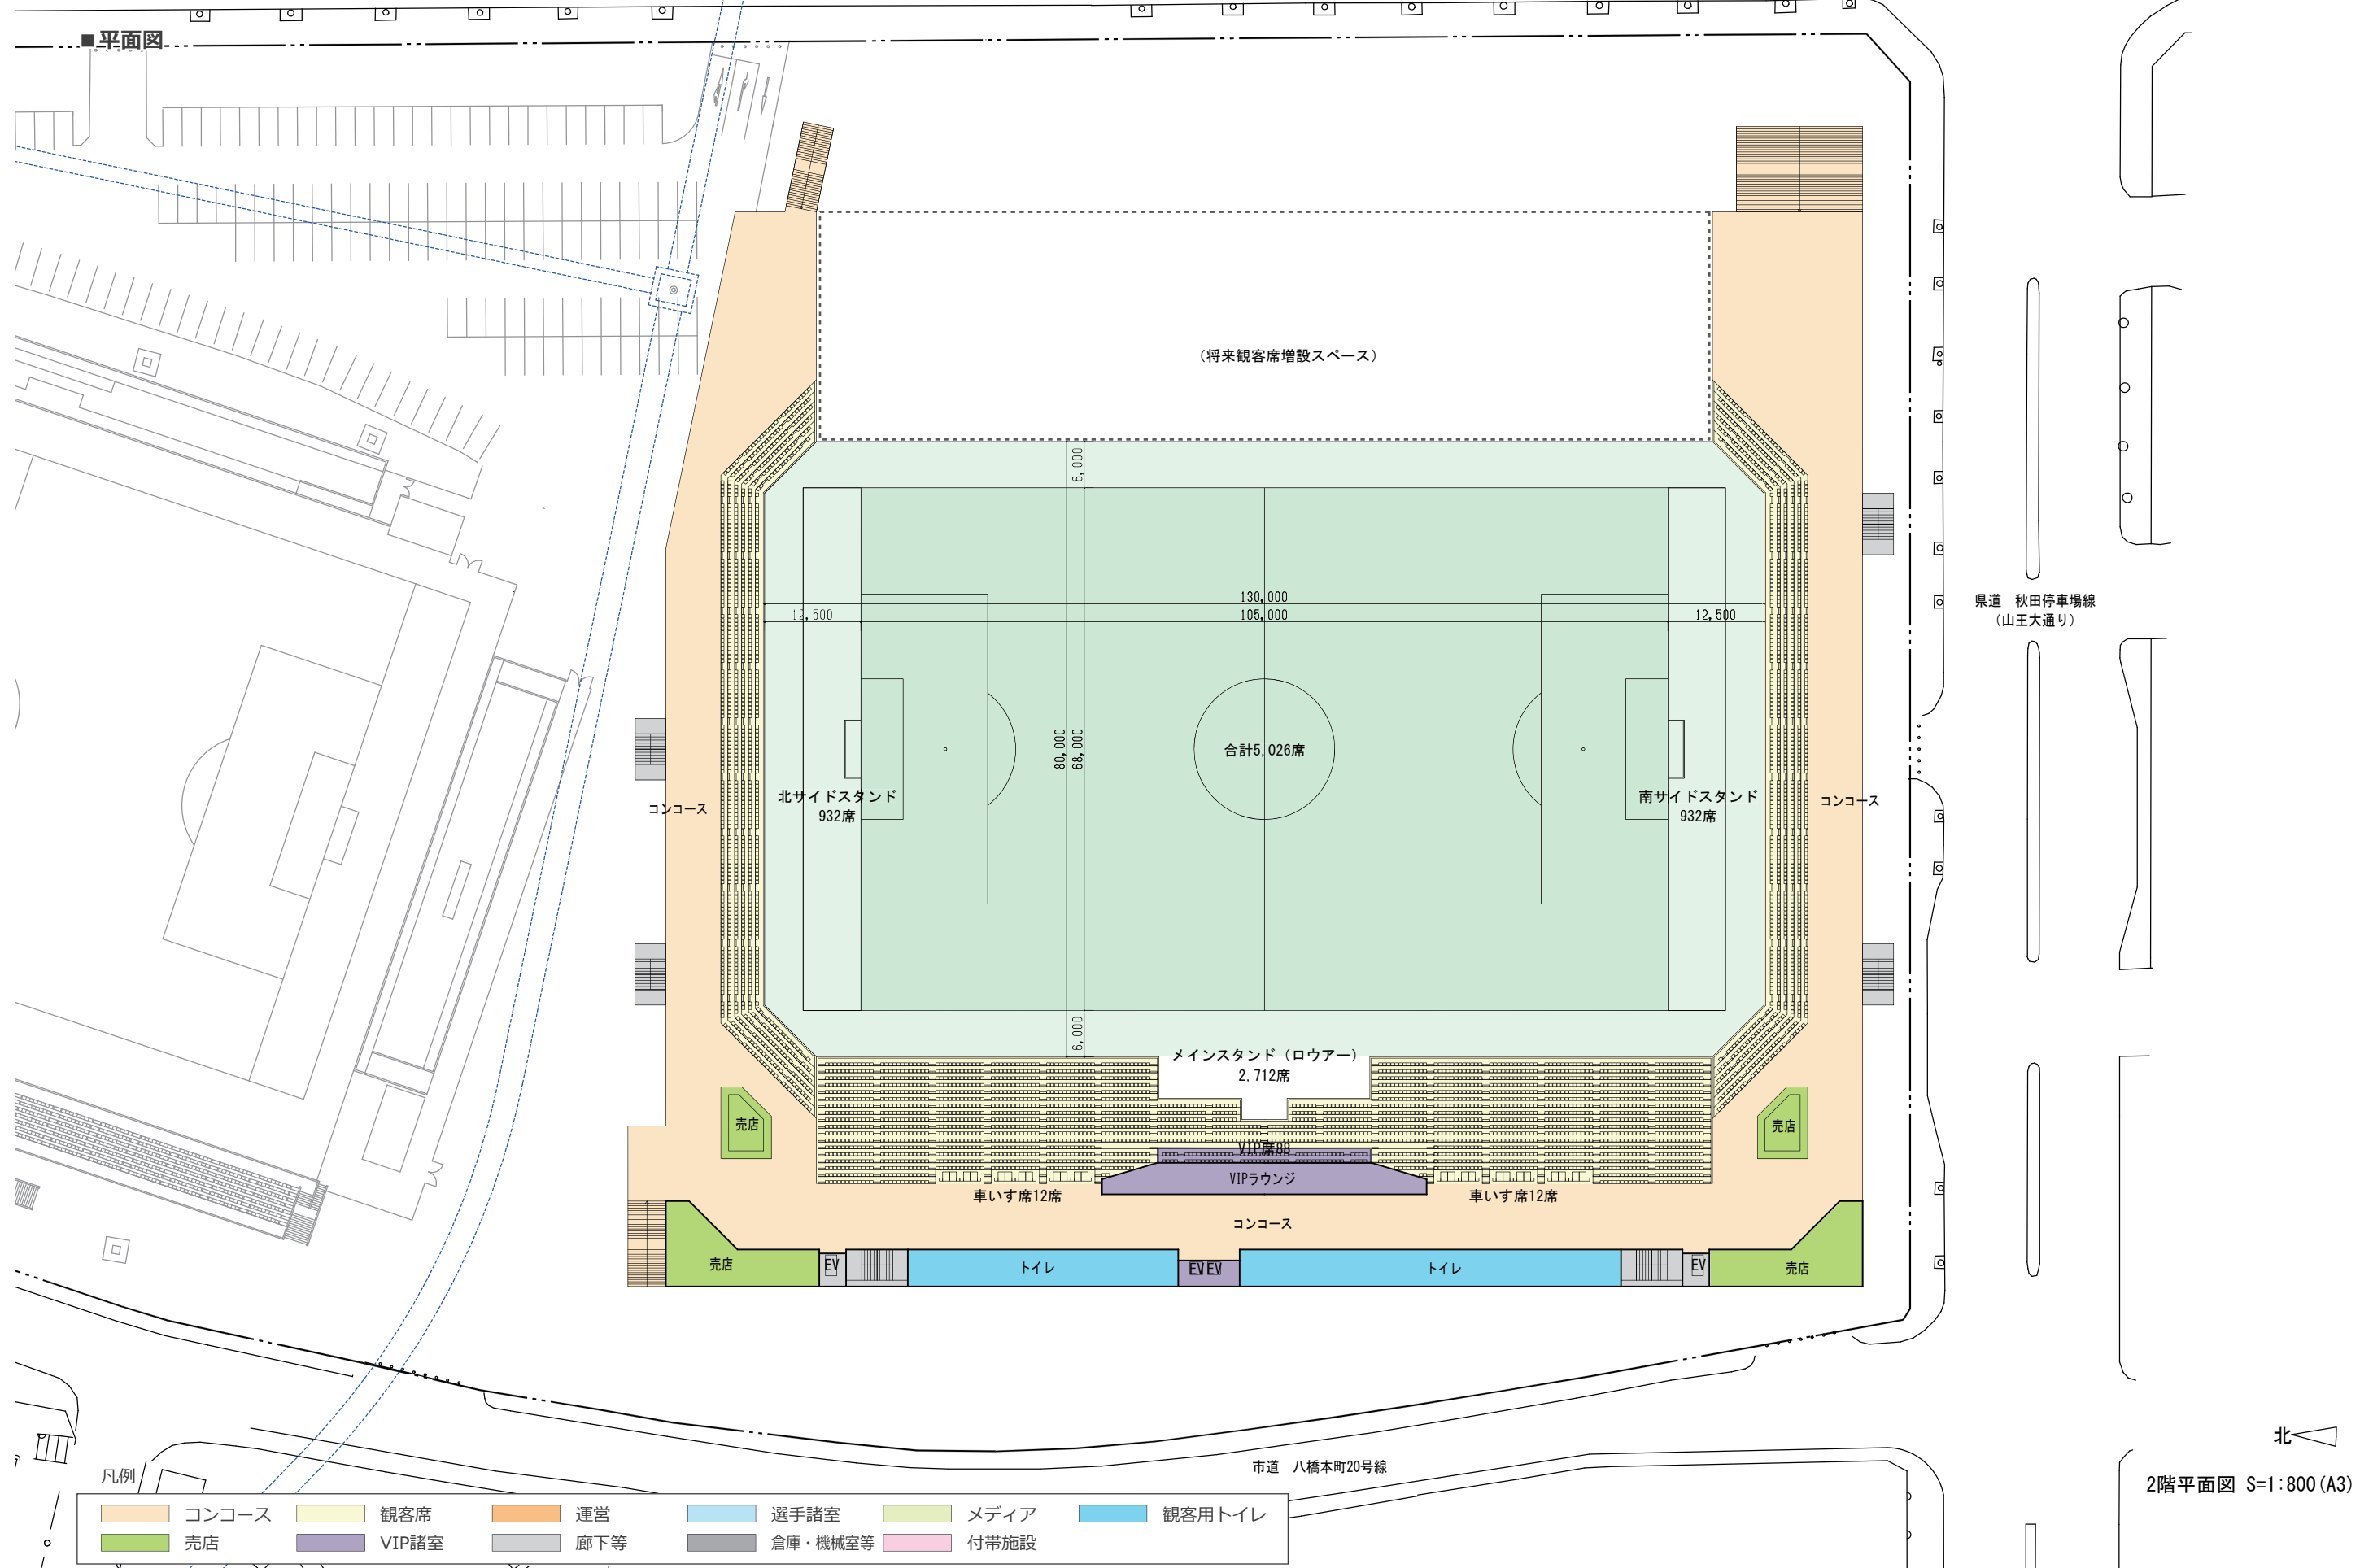 ■平面図
（将来観客席増設スペース）
6,000
130,000
12,500
105,000
12,500
県道　秋田停車場線
（山王大通り）
80,000
68,000
合計5,026席
北サイドスタンド
932席
南サイドスタンド
932席
コンコース
コンコース
6,000
メインスタンド（ロウアー）
2,712席
売店
売店
VIP席88
VIPラウンジ
車いす席12席
車いす席12席
コンコース
売店
EV
トイレ
EV EV
トイレ
EV
売店
北
市道　八橋本町20号線
2階平面図 S=1:800(A3)
凡例
コンコース
観客席
運営
選手諸室
メディア
観客用トイレ
売店
VIP諸室
廊下等
倉庫・機械室等
付帯施設